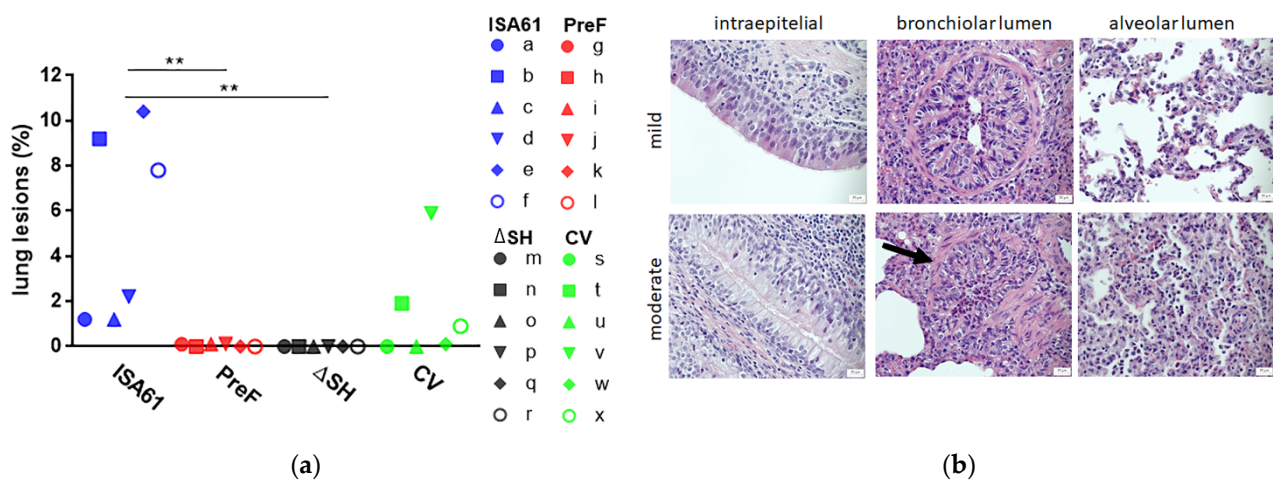 ISA61 PreF
a g
b h
c i
d j
e k
f l
ΔSH CV
m s
n t
o u
p v
q w
r x
**
**
12
10
8
6
4
2
0
lung lesions (%)
ISA61 PreF ΔSH CV
(a)
intraepitelial bronchiolar lumen alveolar lumen
mild
moderate
(b)